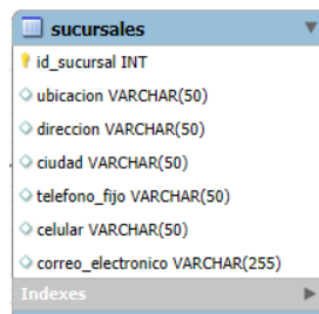 sucursales
id_sucursal INT
ubicacion VARCHAR(50)
direccion VARCHAR(50)
ciudad VARCHAR(50)
telefono_fijo VARCHAR(50)
celular VARCHAR(50)
correo_electronico VARCHAR(255)
Indexes